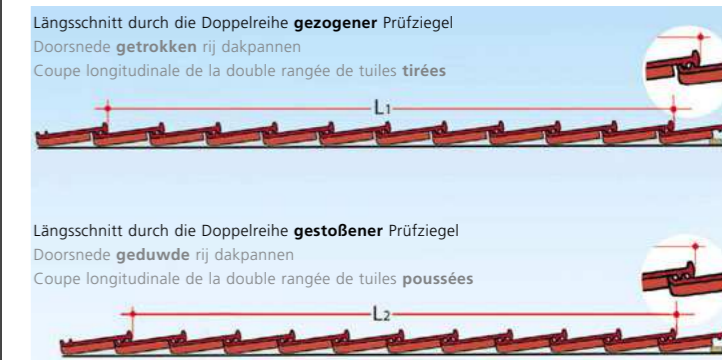 Längsschnitt durch die Doppelreihe gezogener Prüfziegel
Doorsnede getrokken rij dakpannen
Coupe longitudinale de la double rangée de tuiles tirées
L1
Längsschnitt durch die Doppelreihe gestoßener Prüfziegel
Doorsnede geduwde rij dakpannen
Coupe longitudinale de la double rangée de tuiles poussées
L2